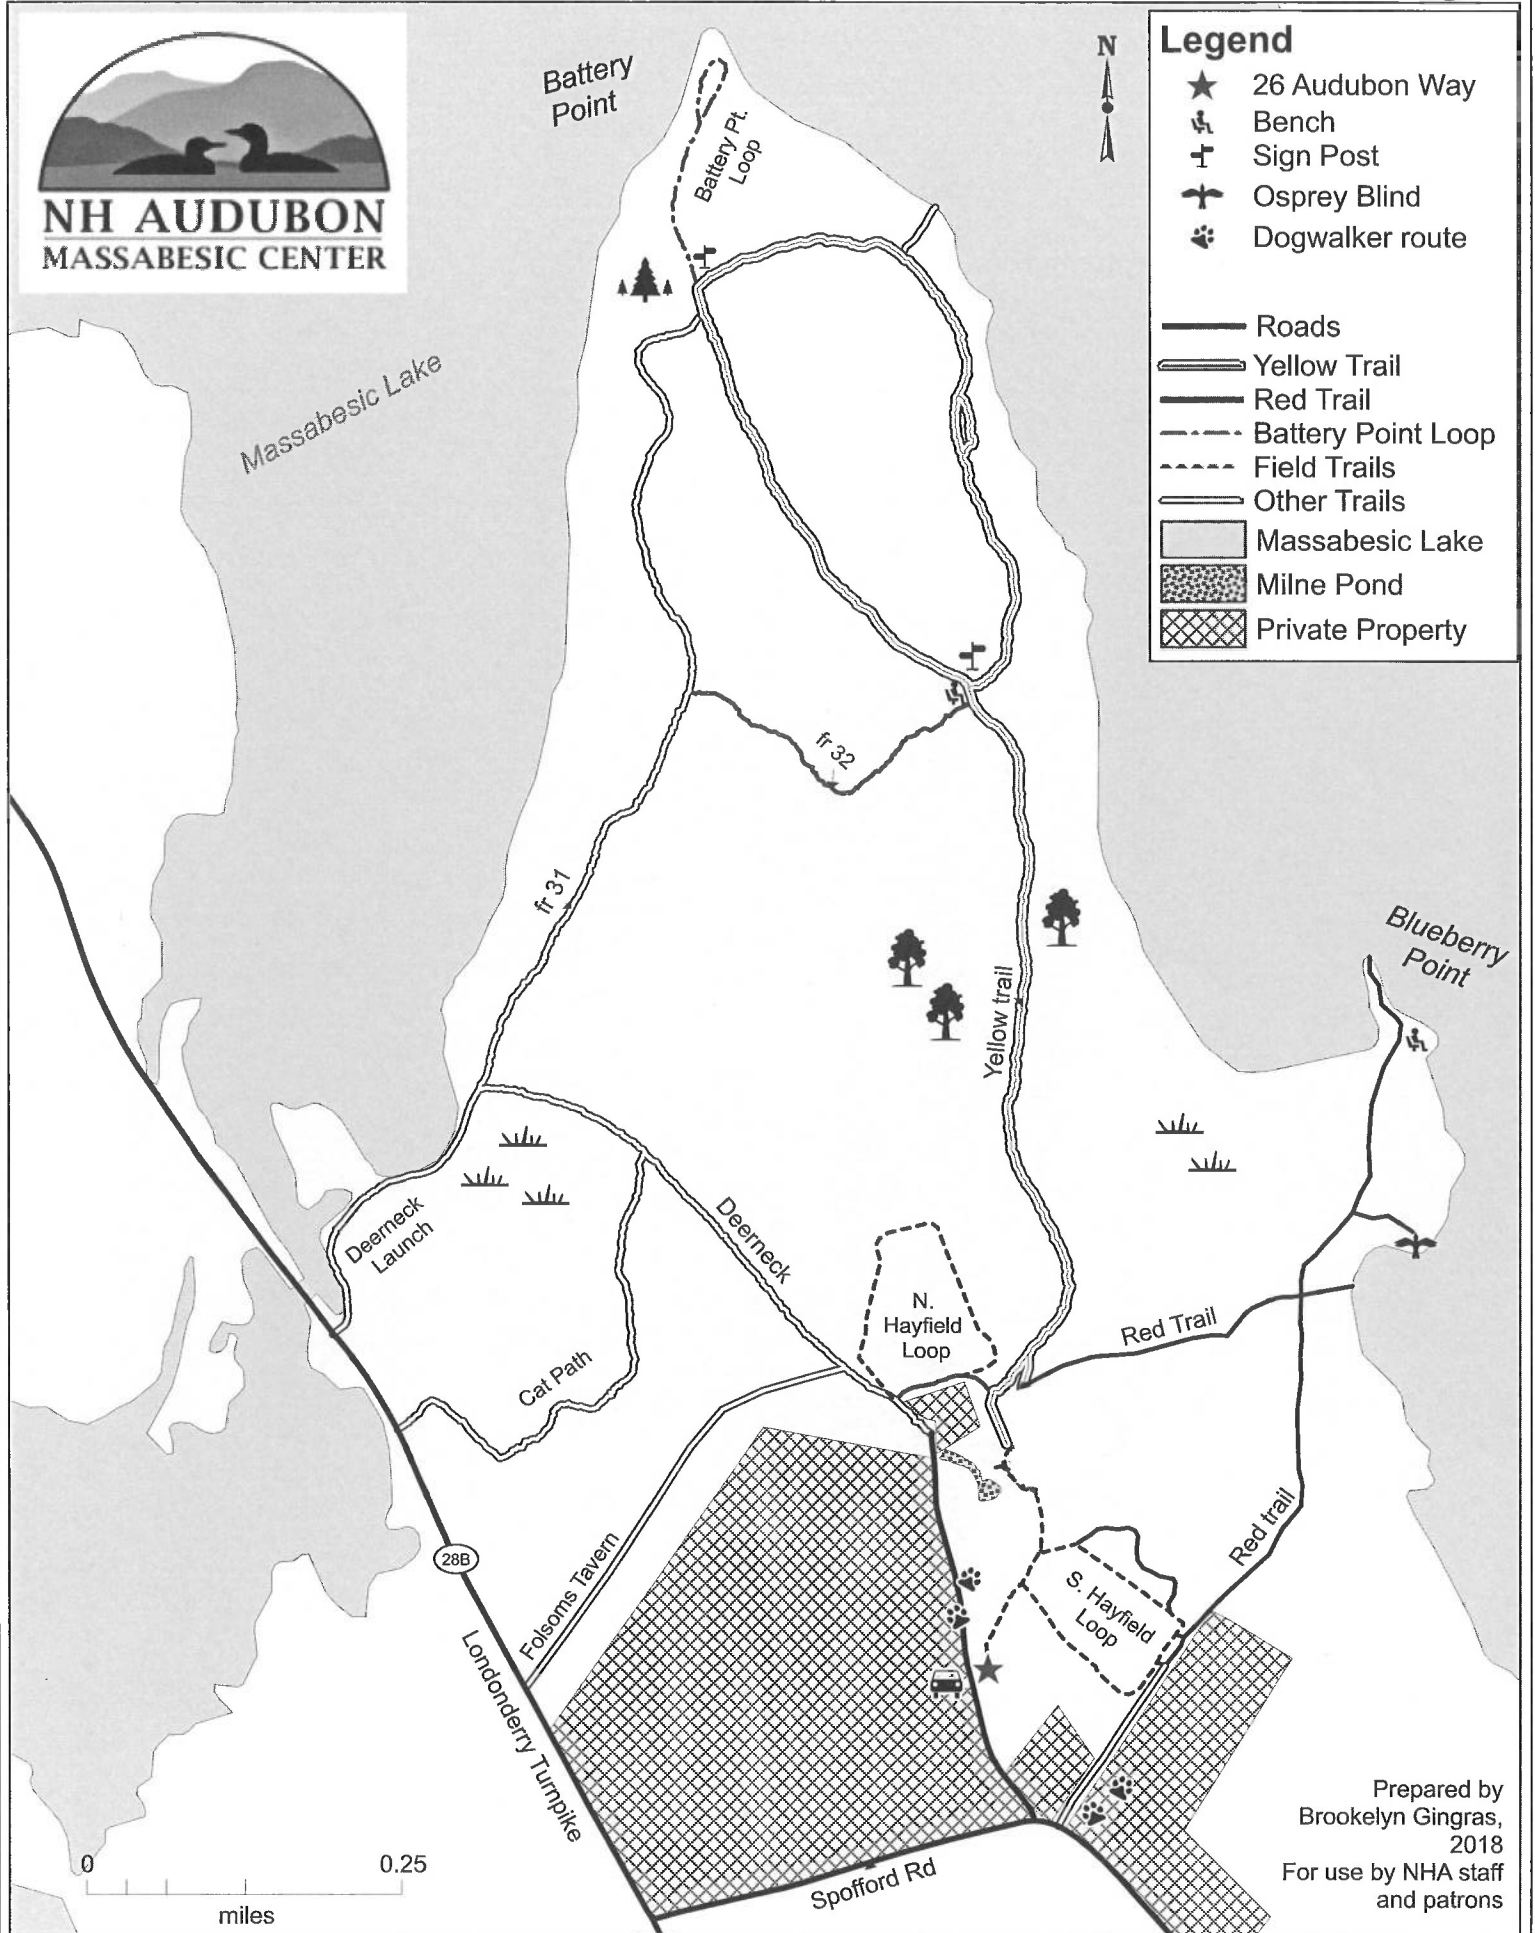 NH AUDUBON
MASSABESIC CENTER
Battery
Point
Battery Pt.
Loop
N
Legend
26 Audubon Way
Bench
Sign Post
Osprey Blind
Dogwalker route
Roads
Yellow Trail
Red Trail
Battery Point Loop
Field Trails
Other Trails
Massabesic Lake
Milne Pond
Private Property
Massabesic Lake
fr 32
fr 31
Yellow trail
Blueberry
Point
Deerneck
Launch
Deerneck
N.
Hayfield
Loop
Red Trail
Cat Path
Red trail
28B
Folsoms Tavern
S. Hayfield
Loop
Londonderry Turnpike
Spofford Rd
0 0.25
miles
Prepared by
Brookelyn Gingras,
2018
For use by NHA staff
and patrons